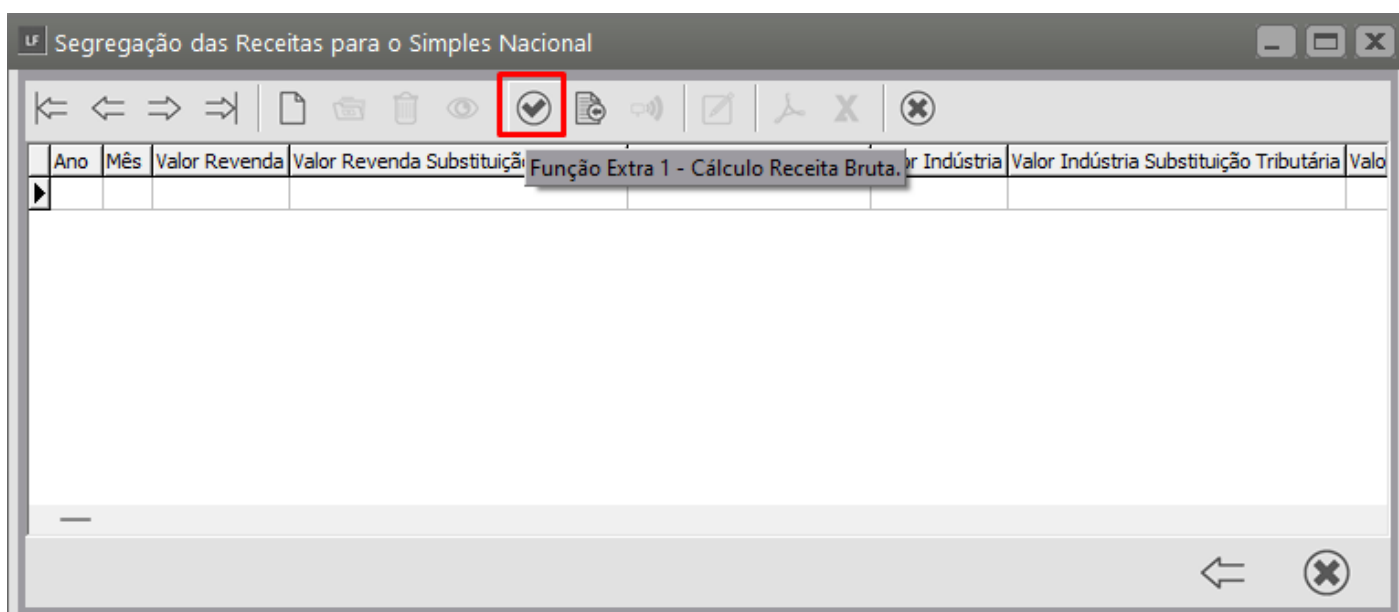 LF Segregação das Receitas para o Simples Nacional
Ano Mês Valor Revenda Valor Revenda Substituiçã r Indústria Valor Indústria Substituição Tributária Valo
Função Extra 1 - Cálculo Receita Bruta.